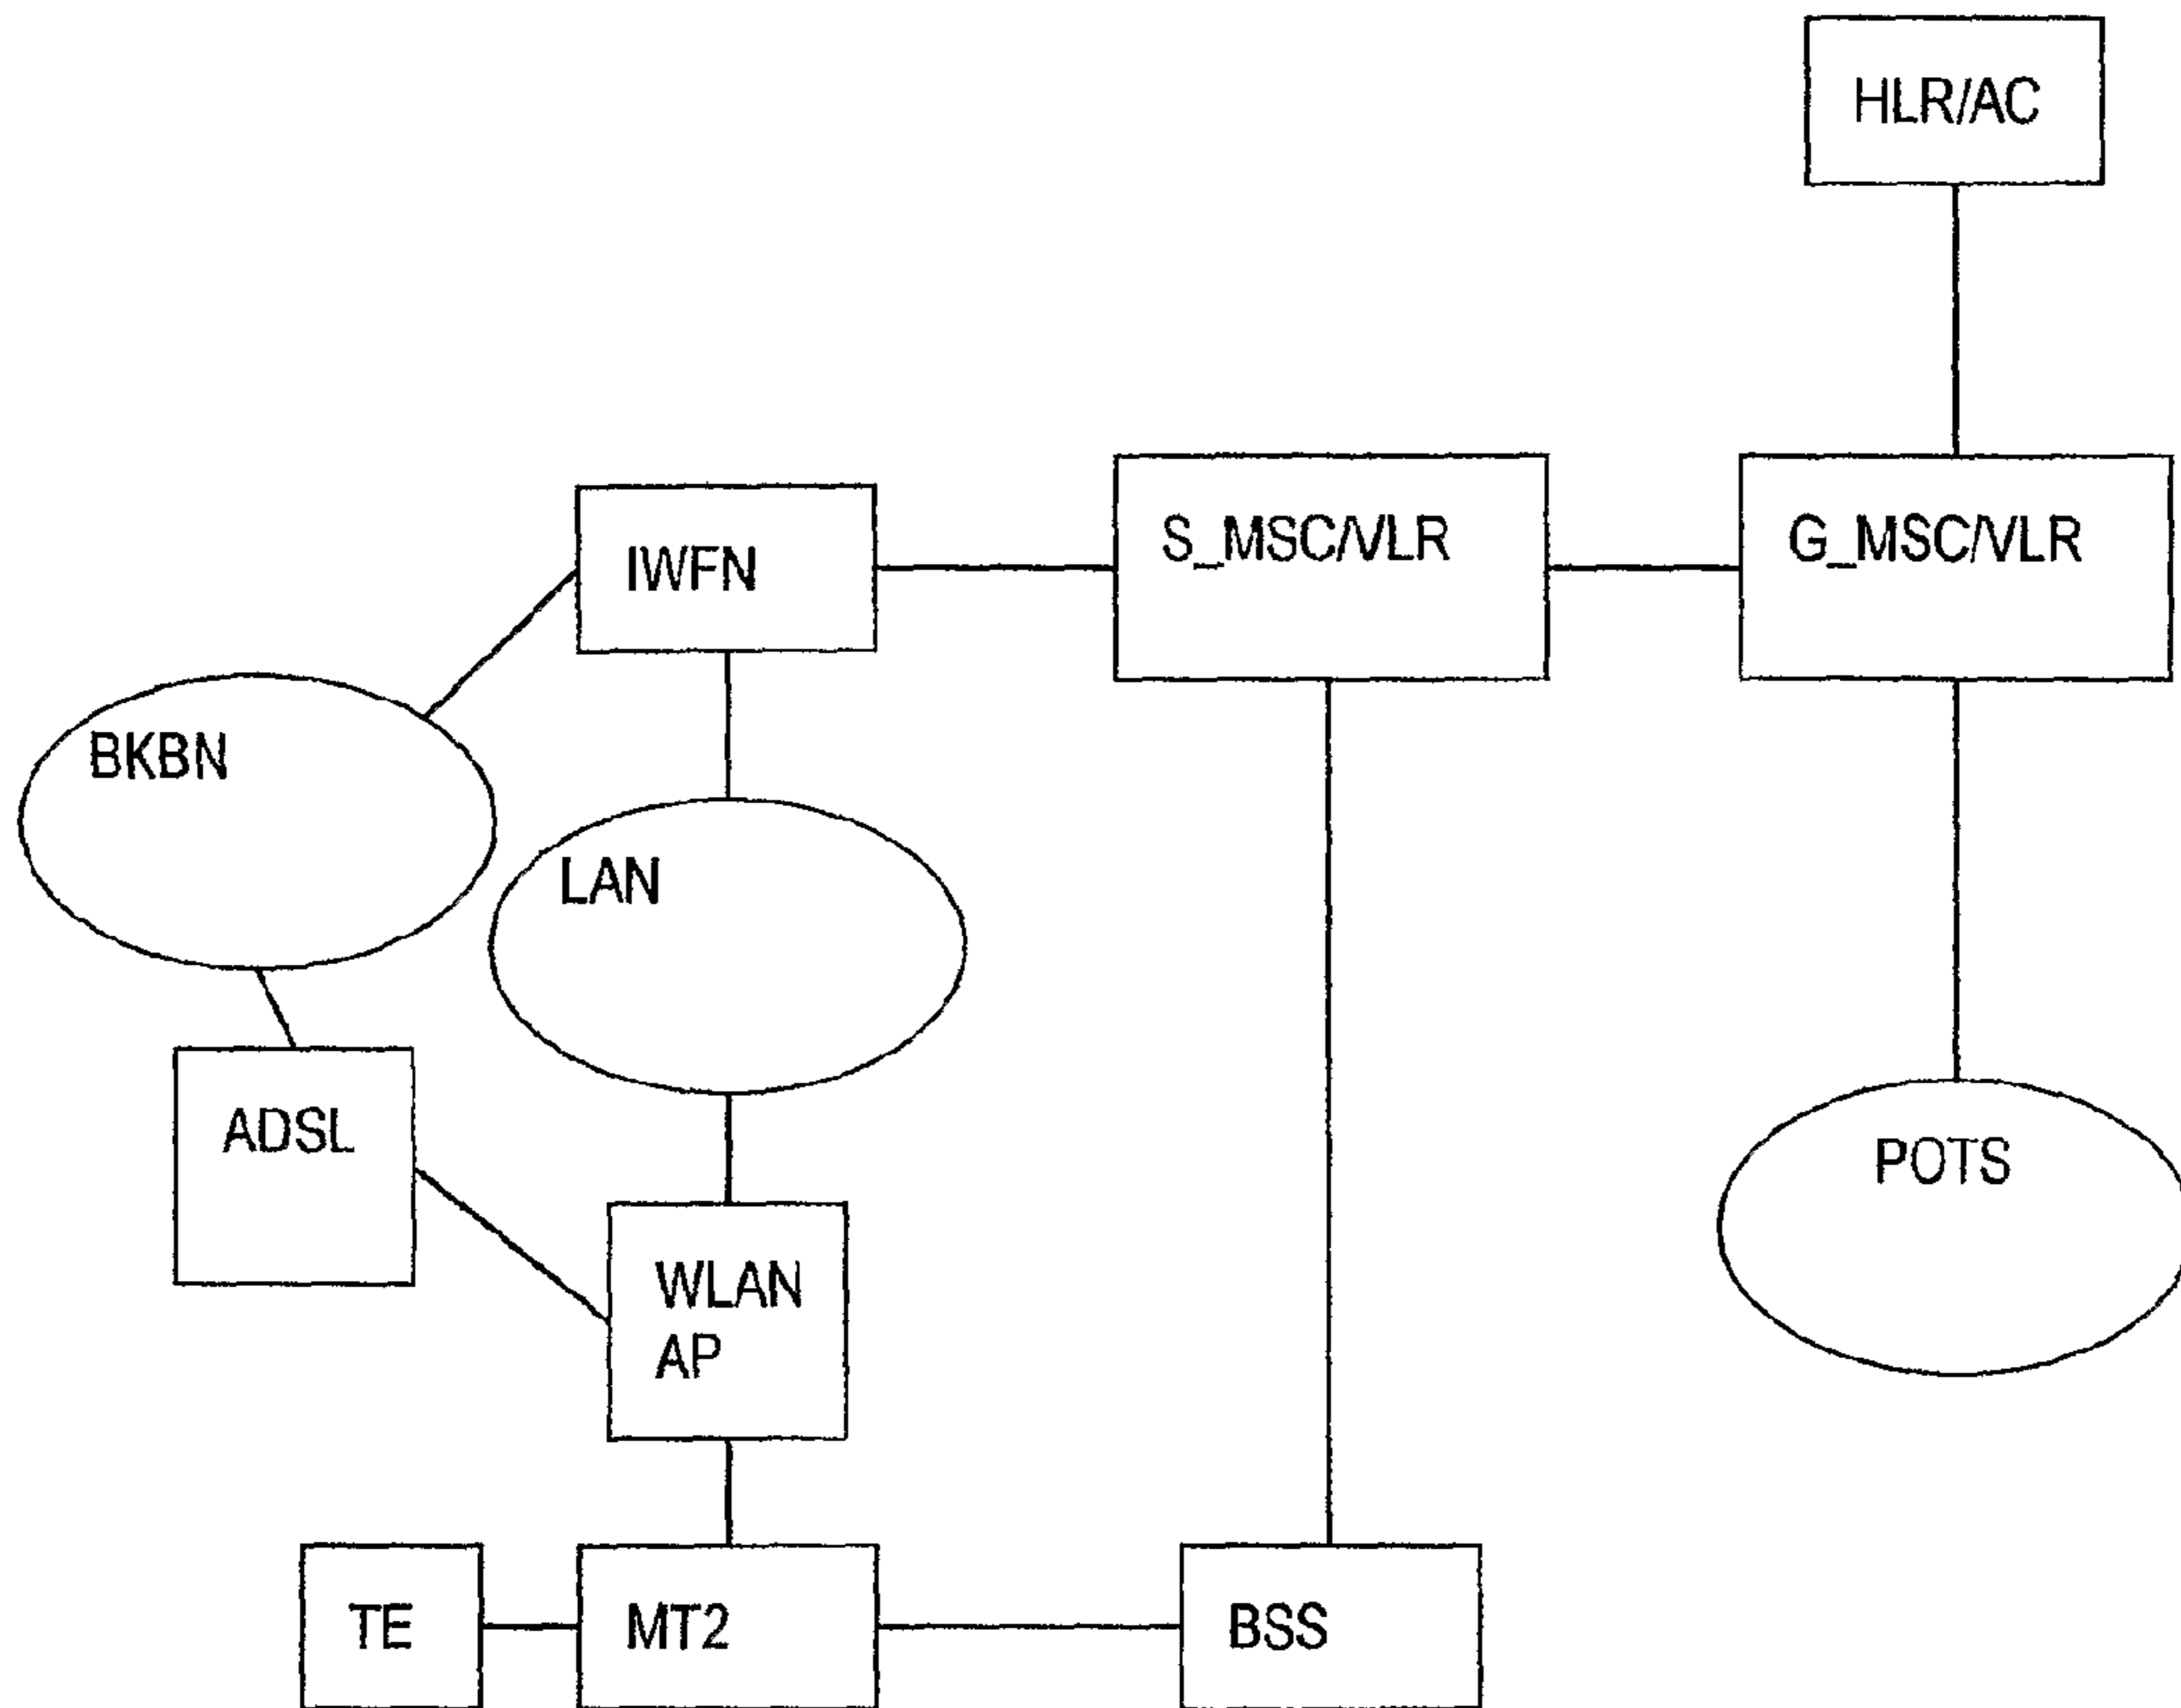 HLR/AC
S_MSC/VLR
G_MSC/VLR
IWFN
BKBN
LAN
ADSL
POTS
WLAN
AP
TE
MT2
BSS